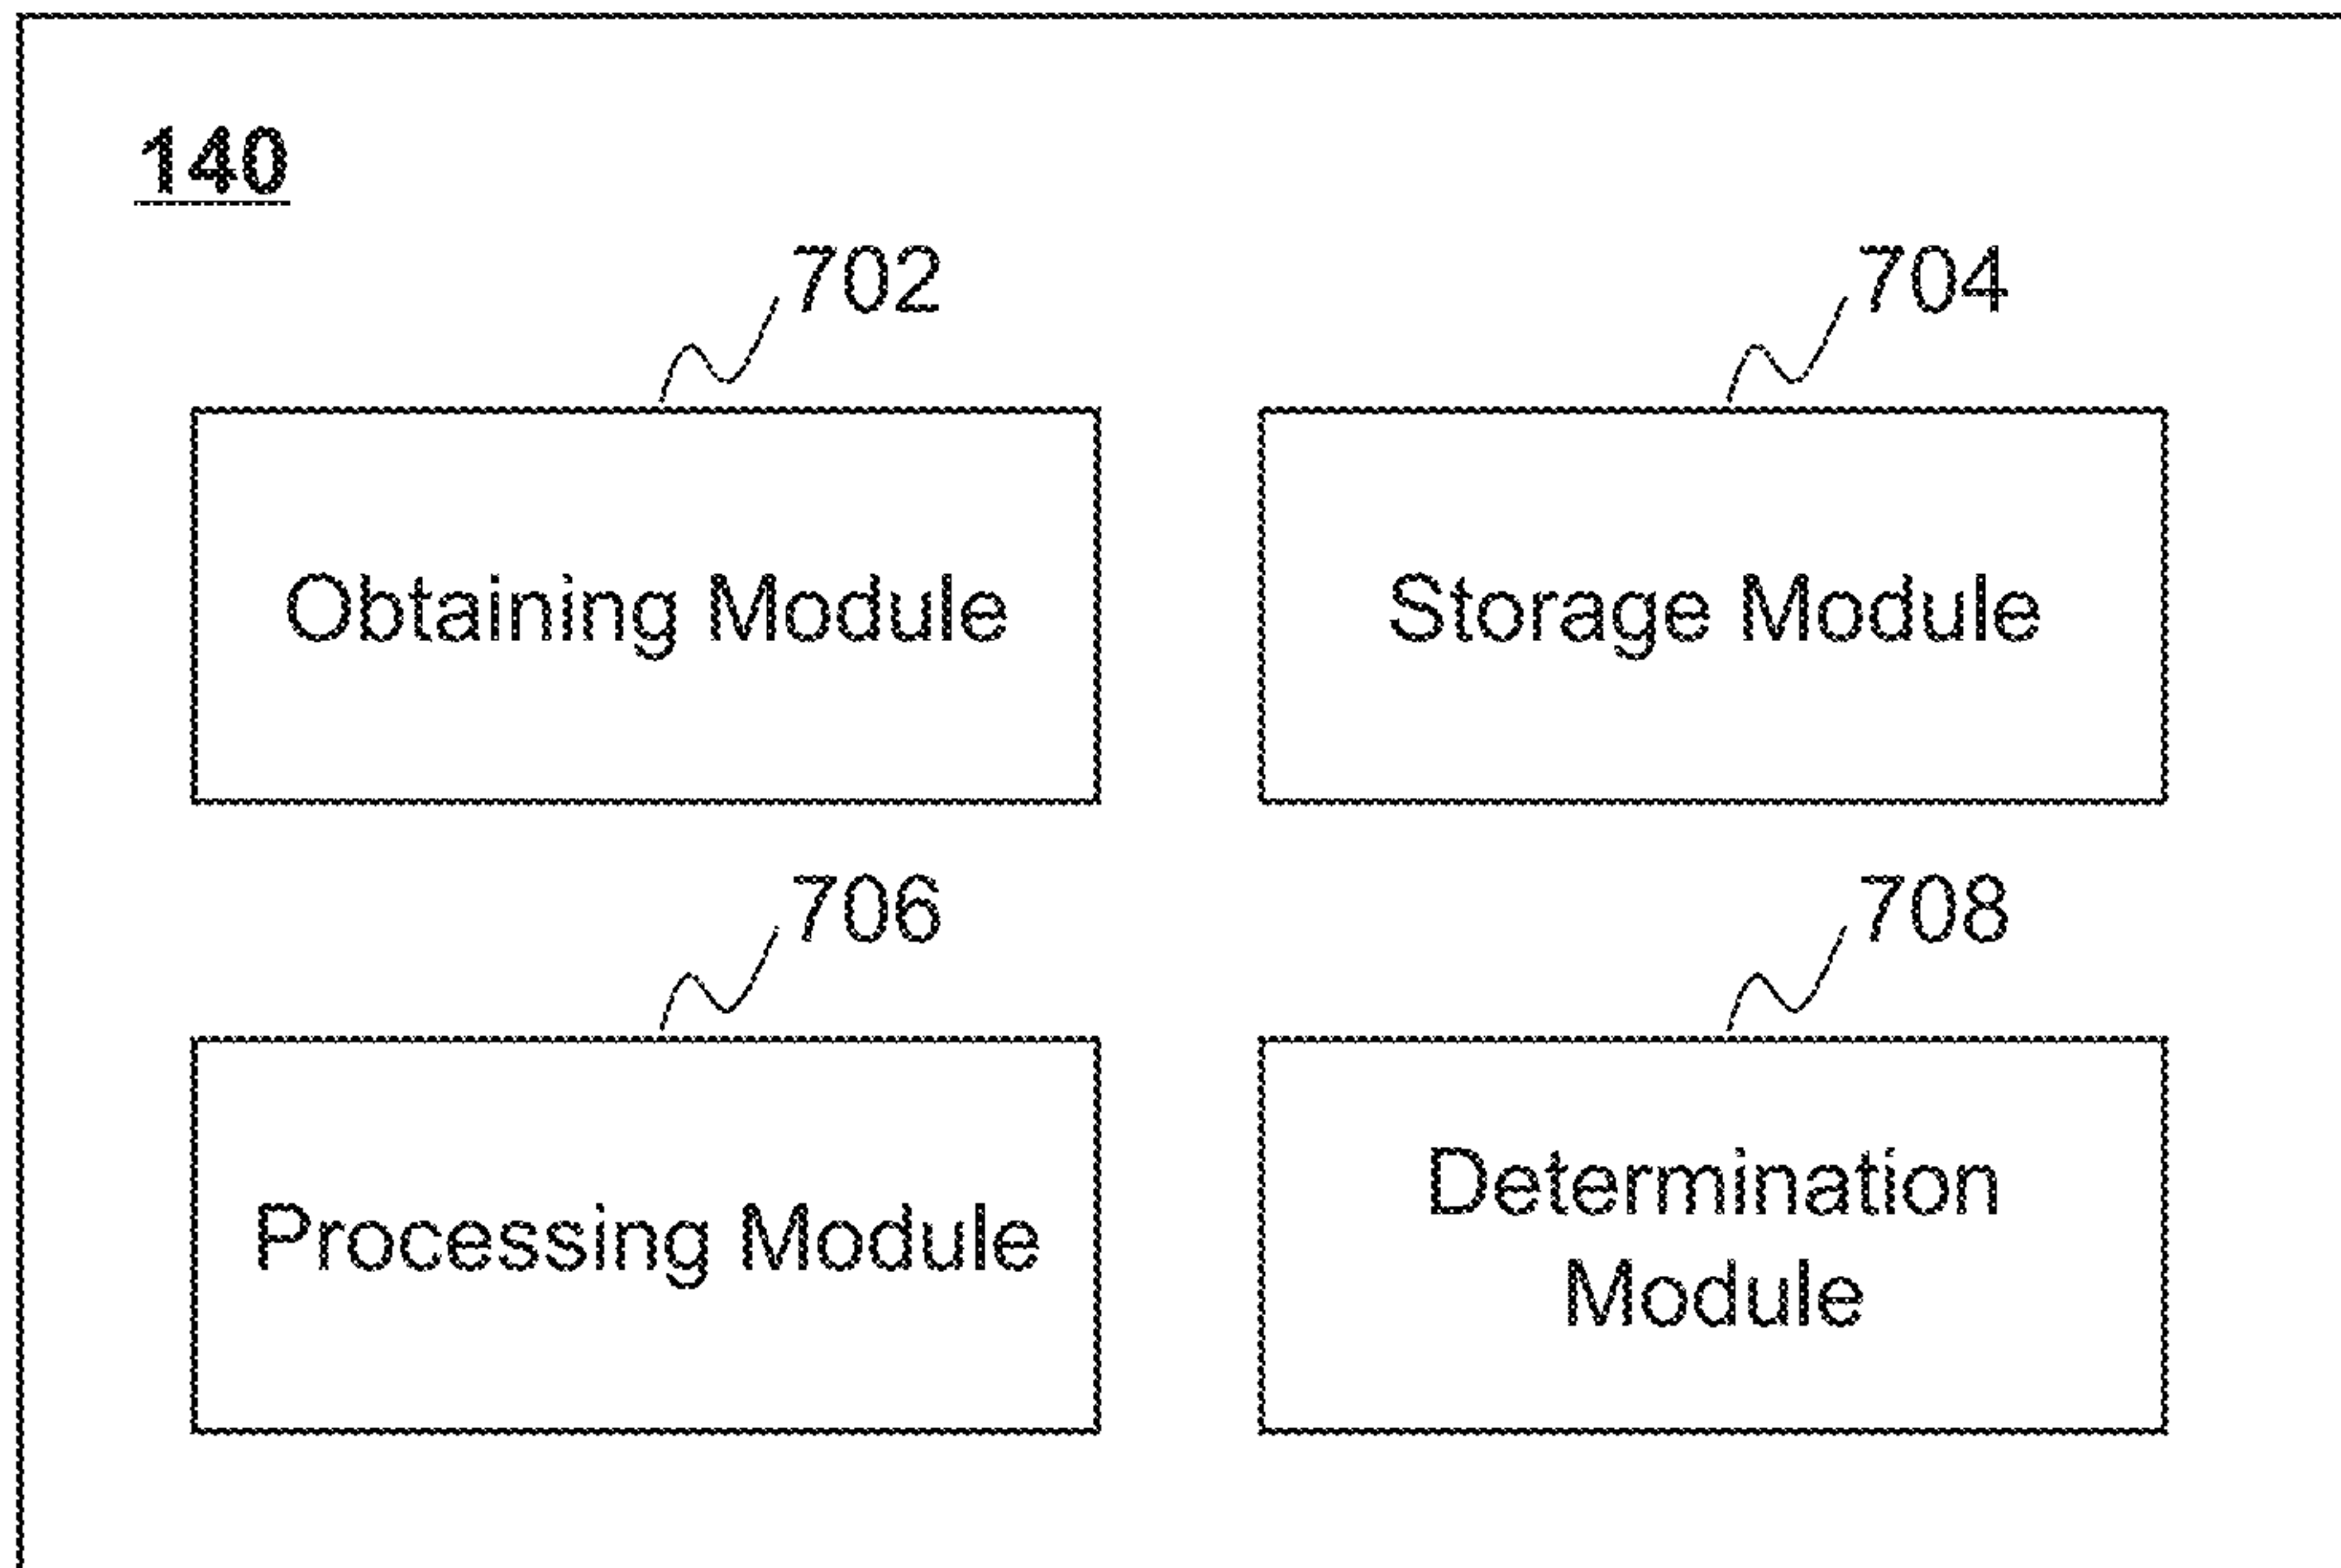 140
702
704
Obtaining Module
Storage Module
706
708
Processing Module
Determination
Module